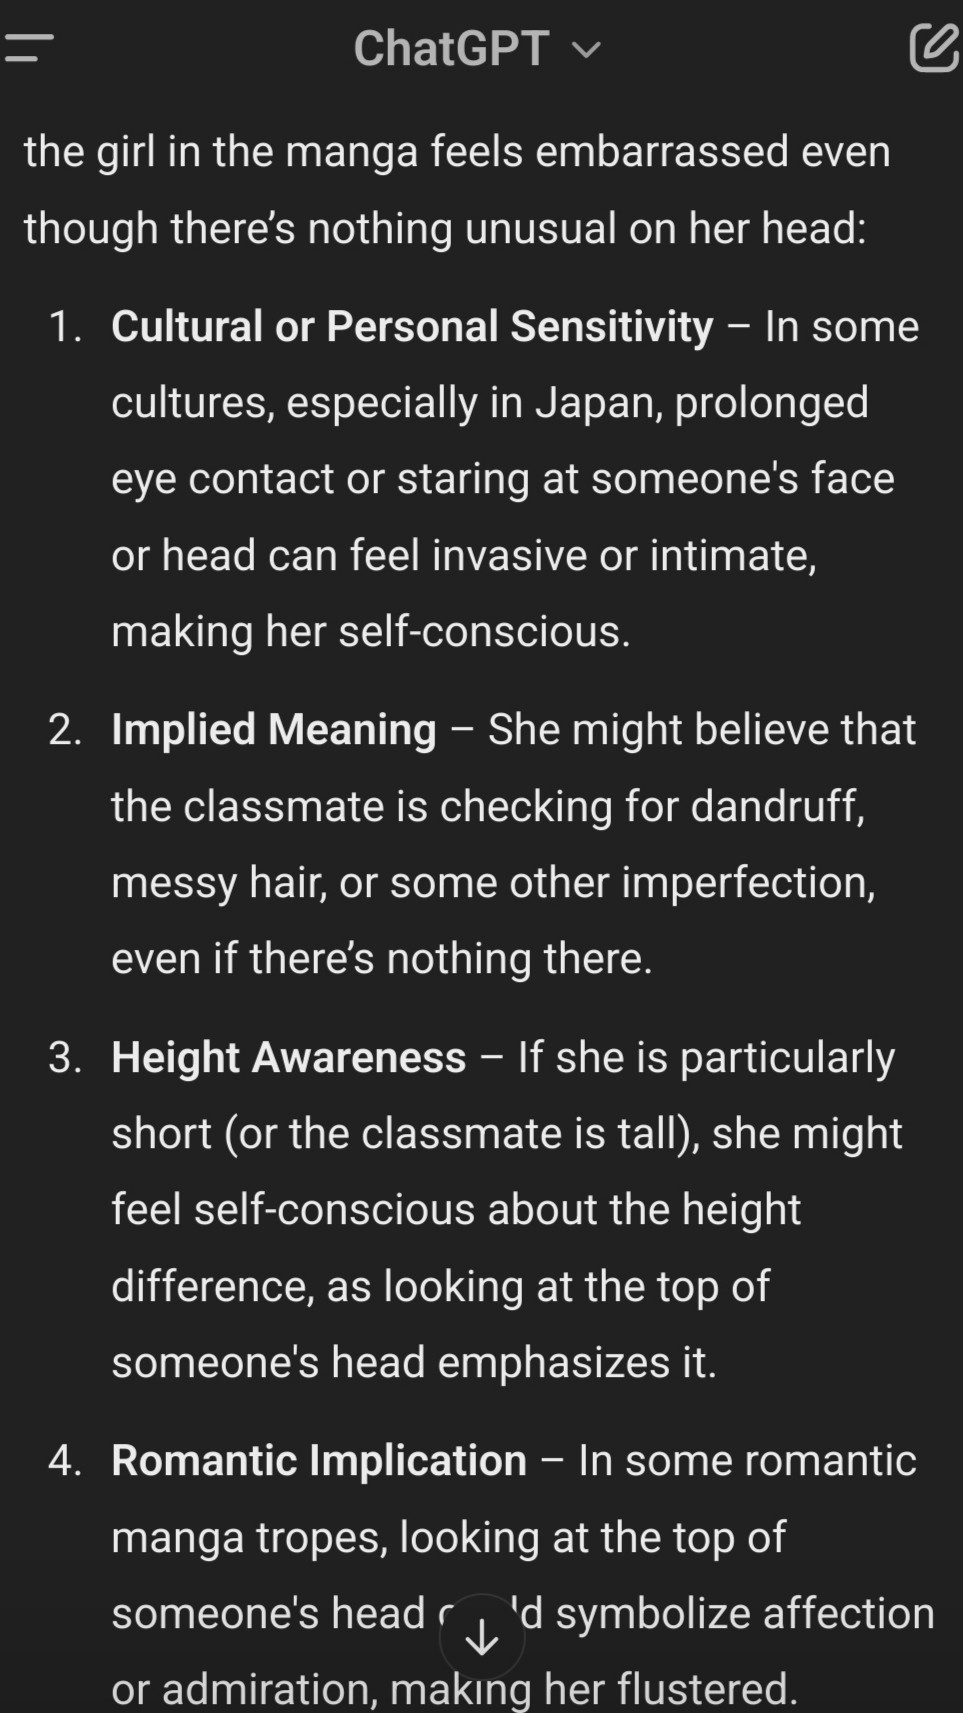 ChatGPT
the girl in the manga feels embarrassed even
though there’s nothing unusual on her head:
1. Cultural or Personal Sensitivity – In some
cultures, especially in Japan, prolonged
eye contact or staring at someone's face
or head can feel invasive or intimate,
making her self-conscious.
2. Implied Meaning – She might believe that
the classmate is checking for dandruff,
messy hair, or some other imperfection,
even if there’s nothing there.
3. Height Awareness – If she is particularly
short (or the classmate is tall), she might
feel self-conscious about the height
difference, as looking at the top of
someone's head emphasizes it.
4. Romantic Implication – In some romantic
manga tropes, looking at the top of
someone's head symbolize affection
or admiration, making her flustered.